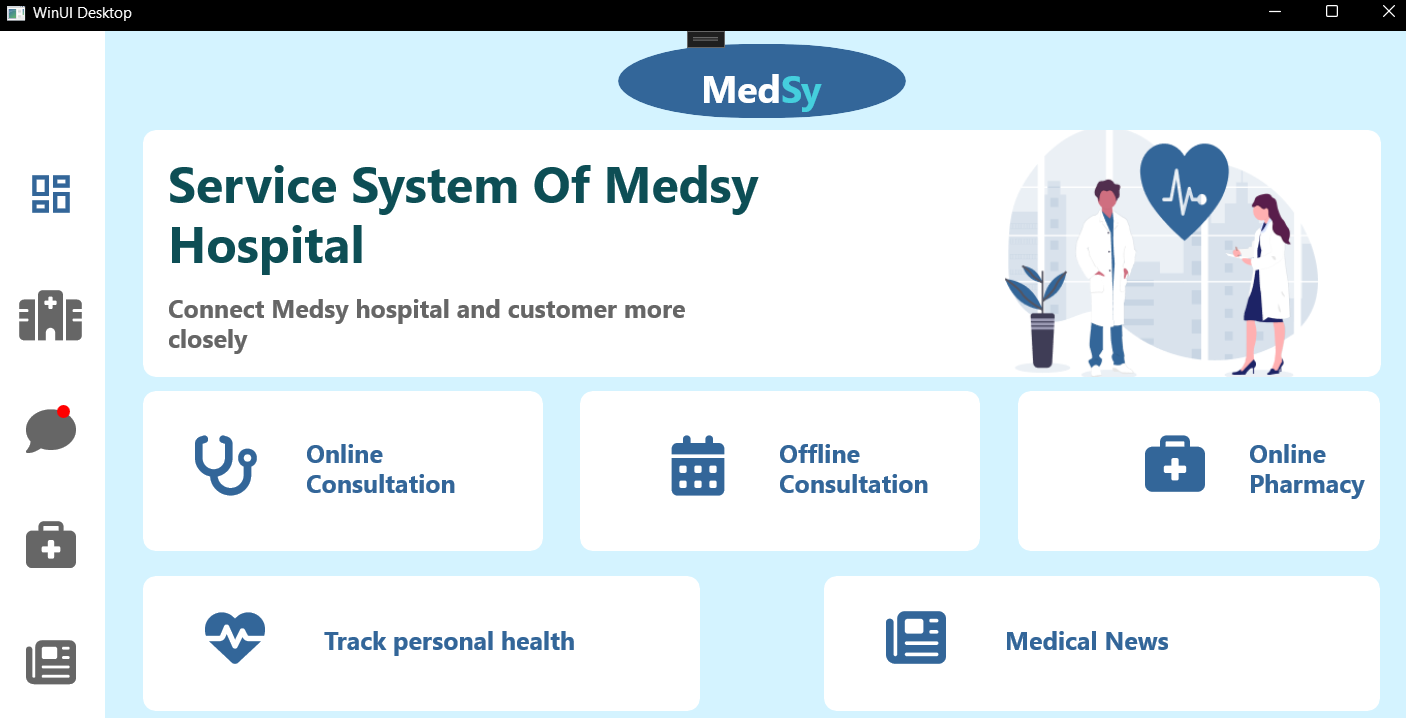 WinUI Desktop
MedSy
Service System Of Medsy
Hospital
Connect Medsy hospital and customer more
closely
Online
Consultation
Offline
Consultation
Online
Pharmacy
Track personal health
Medical News